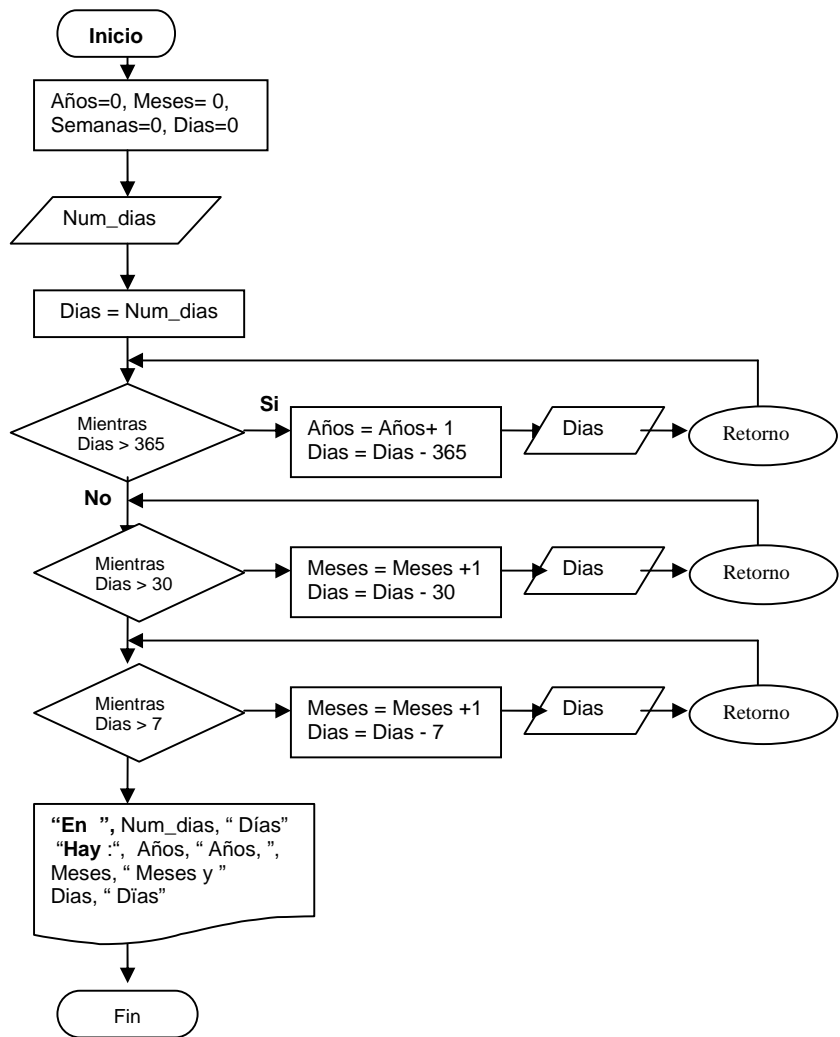 Inicio
Años=0, Meses= 0,
Semanas=0, Dias=0
Num_dias
Dias = Num_dias
Mientras
Dias > 365
Si
Años = Años+ 1
Dias = Dias - 365
Dias
Retorno
No
Mientras
Dias > 30
Meses = Meses +1
Dias = Dias - 30
Dias
Retorno
Mientras
Dias > 7
Meses = Meses +1
Dias = Dias - 7
Dias
Retorno
“En ”, Num_dias, “ Días”
“Hay :“, Años, “ Años, ”,
Meses, “ Meses y ”
Dias, “ Dïas”
Fin